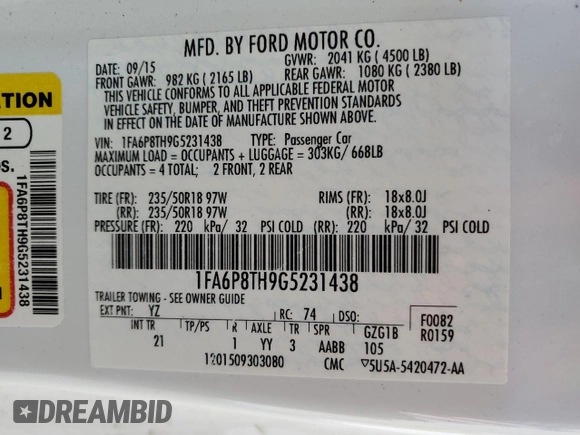 MFD. BY FORD MOTOR CO.
DATE: 09/15 GVWR: 2041 KG ( 4500 LB)
FRONT GAWR: 982 KG ( 2165 LB) REAR GAWR: 1080 KG ( 2380 LB)
THIS VEHICLE CONFORMS TO ALL APPLICABLE FEDERAL MOTOR
VEHICLE SAFETY, BUMPER, AND THEFT PREVENTION STANDARDS
IN EFFECT ON THE DATE OF MANUFACTURE SHOWN ABOVE.
VIN: 1FA6P8TH9G5231438 TYPE: Passenger Car
MAXIMUM LOAD = OCCUPANTS + LUGGAGE = 303KG/ 668LB
OCCUPANTS = 4 TOTAL; 2 FRONT, 2 REAR
TIRE (FR): 235/50R18 97W RIMS (FR): 18x8.0J
(RR): 235/50R18 97W (RR): 18x8.0J
PRESSURE (FR): 220 kPa/ 32 PSI COLD (RR): 220 kPa/ 32 PSI COLD
1FA6P8TH9G5231438
TRAILER TOWING - SEE OWNER GUIDE
EXT PNT: YZ RC: 74 DSO: F0082
R0159
INT TR TP/PS R AXLE TR SPR GZG1B
21 1 YY 3 AABB 105
1201509303080 CMC 5U5A-5420472-AA
2
1FA6P8TH9G5231438
DREAMBID